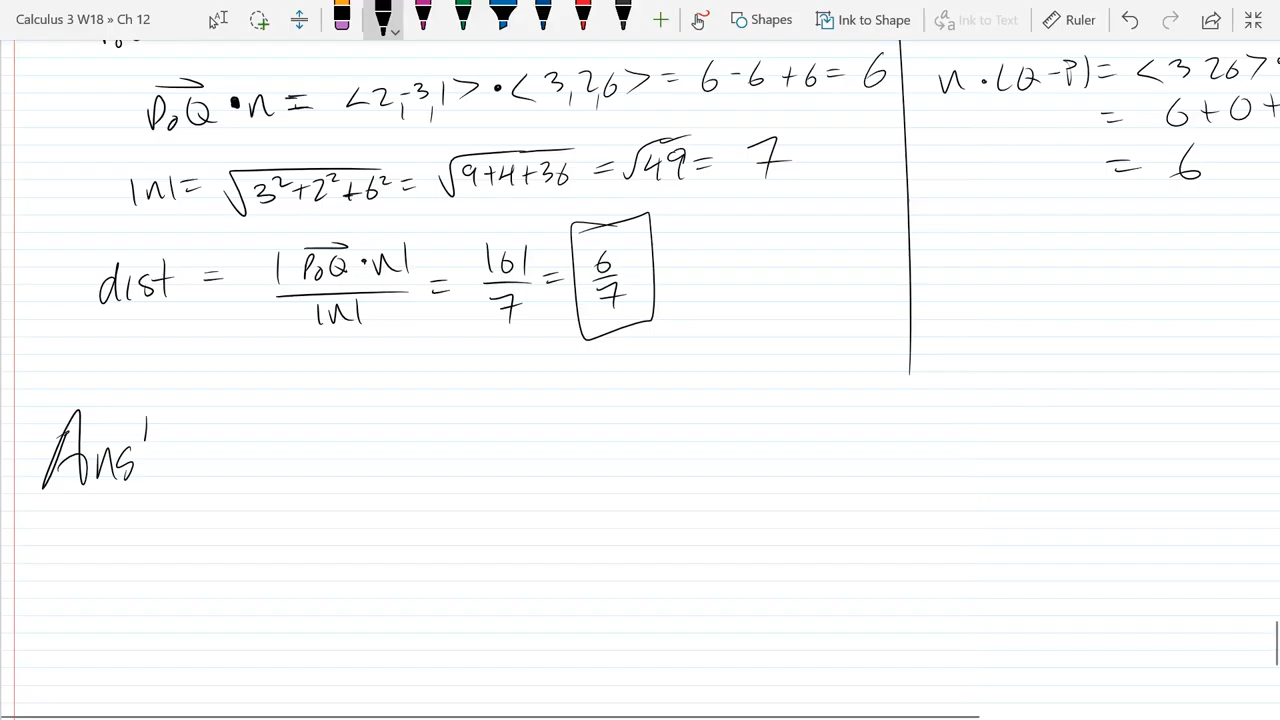 Calculus 3 W18 » Ch 12
Shapes
Ink to Shape
Ink to Text
Ruler
P₀Q · n = <2,-3,1> · <3,2,6> = 6 - 6 + 6 = 6
|n| = √3²+2²+6² = √9+4+36 = √49 = 7
dist = |P₀Q · n| / |n| = |6| / 7 = 6/7
n · (Q - P) = <3 2 6> ·
= 6 + 0 +
= 6
Ans'